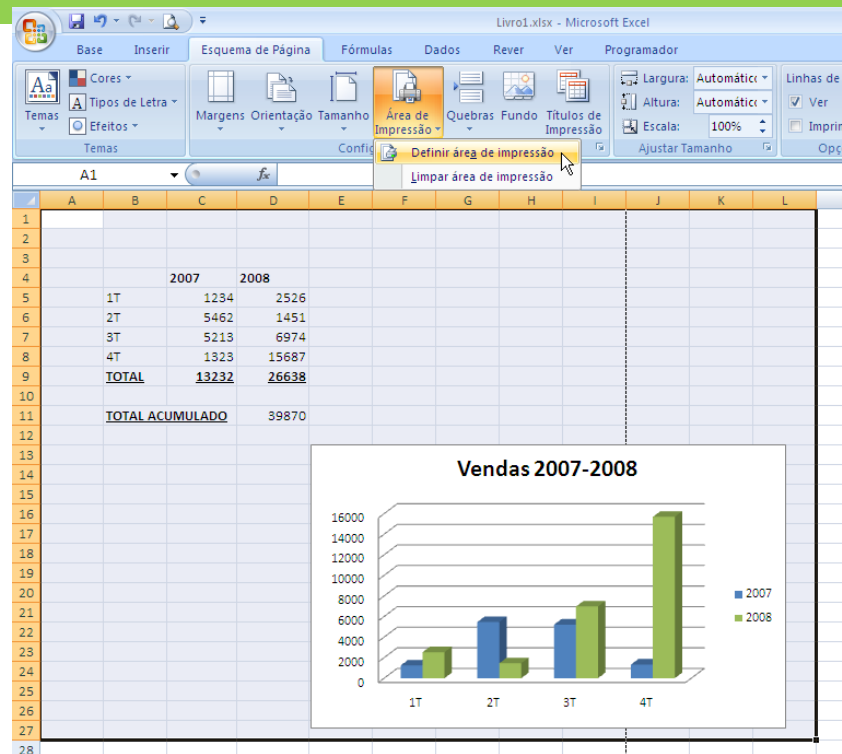 Livro1.xlsx - Microsoft Excel
Base Inserir Esquema de Página Fórmulas Dados Rever Ver Programador
Aa Temas
Cores
A Tipos de Letra
Efeitos
Temas
Margens Orientação Tamanho Área de Impressão Quebras Fundo Títulos de Impressão
Config
Largura: Automátic
Altura: Automátic
Escala: 100%
Ajustar Tamanho
Linhas de
Ver
Imprin
Opç
Definir área de impressão
Limpar área de impressão
A1 fx
A B C D E F G H I J K L
1
2
3
4 2007 2008
5 1T 1234 2526
6 2T 5462 1451
7 3T 5213 6974
8 4T 1323 15687
9 TOTAL 13232 26638
10
11 TOTAL ACUMULADO 39870
12
13
14
15
16
17
18
19
20
21
22
23
24
25
26
27
28
Vendas 2007-2008
16000
14000
12000
10000
8000
6000
4000
2000
0
1T 2T 3T 4T
2007
2008